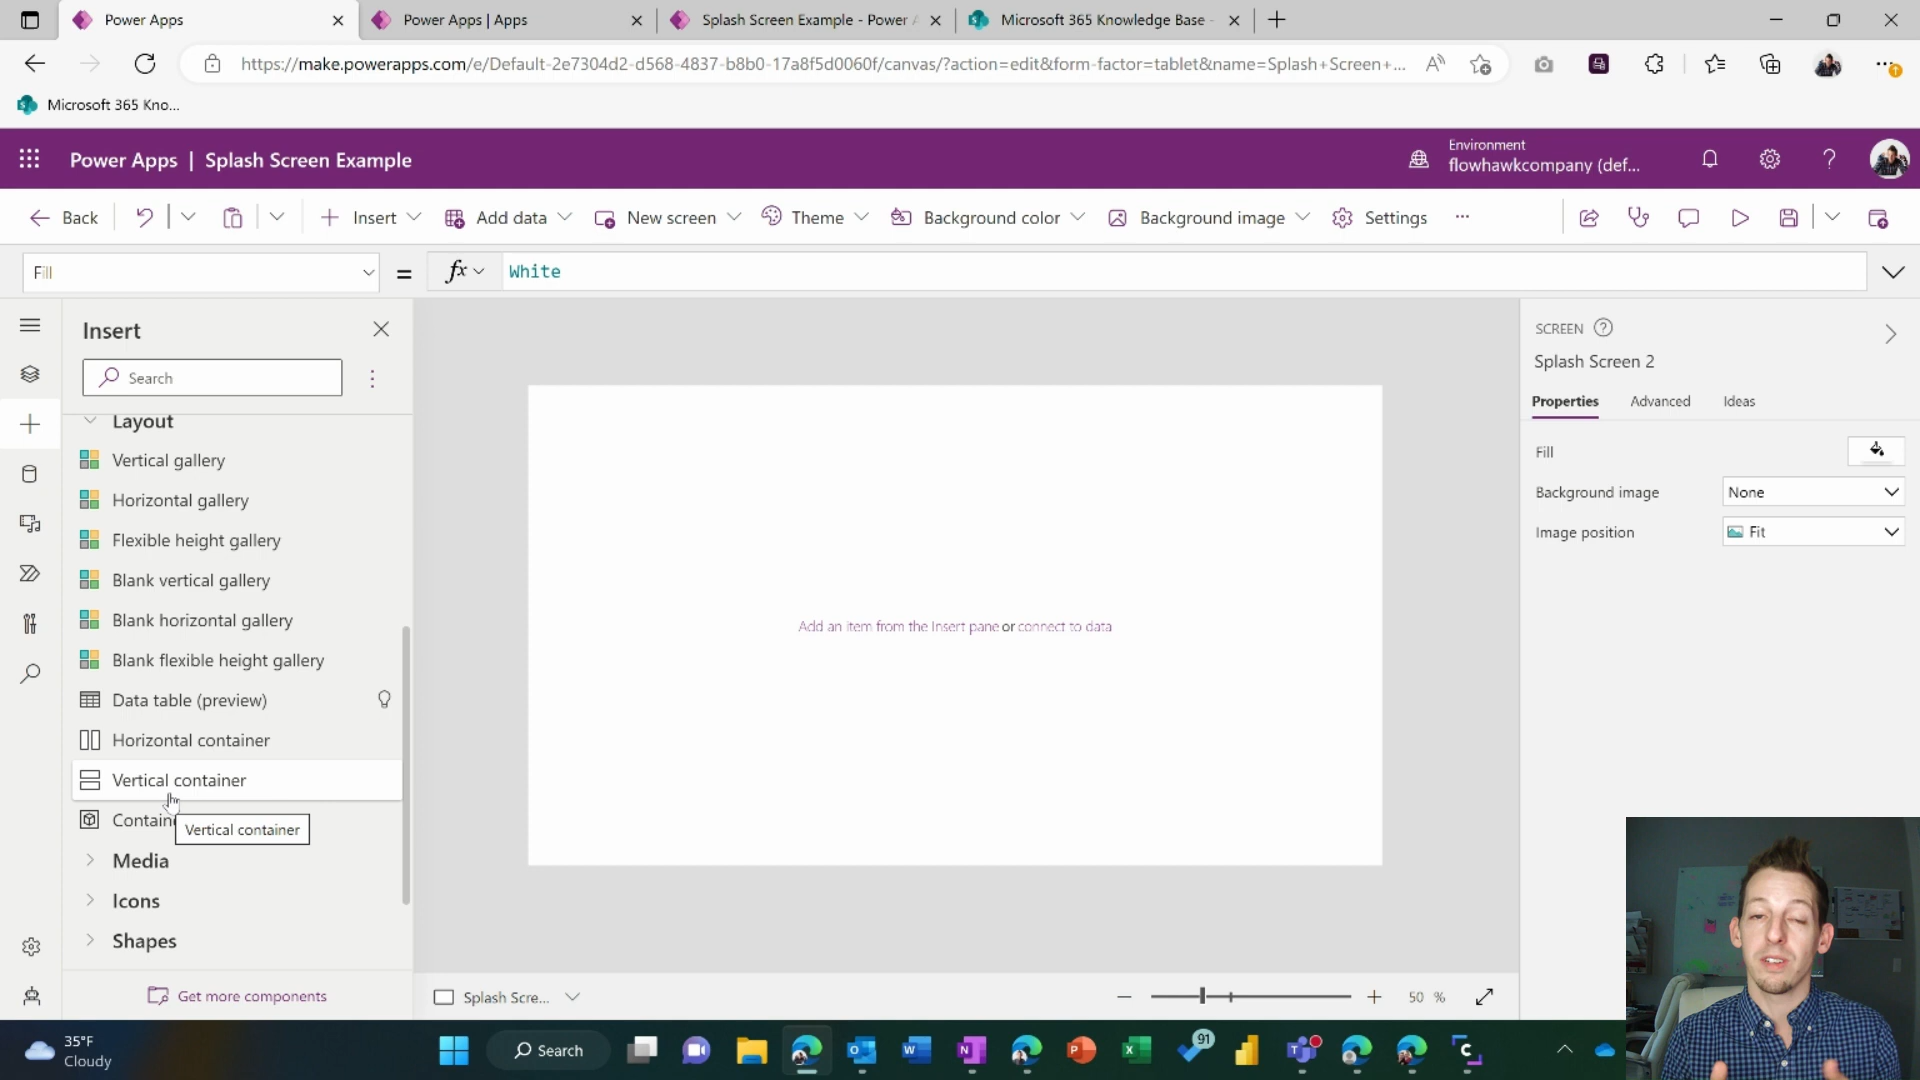 Power Apps
Power Apps | Apps
Splash Screen Example - Power A
Microsoft 365 Knowledge Base -
https://make.powerapps.com/e/Default-2e7304d2-d568-4837-b8b0-17a8f5d0060f/canvas/?action=edit&form-factor=tablet&name=Splash+Screen+...
Microsoft 365 Kno...
Power Apps | Splash Screen Example
Environment
flowhawkcompany (def...
Back
Insert
Add data
New screen
Theme
Background color
Background image
Settings
Fill
=
fx
White
Insert
Search
Layout
Vertical gallery
Horizontal gallery
Flexible height gallery
Blank vertical gallery
Blank horizontal gallery
Blank flexible height gallery
Data table (preview)
Horizontal container
Vertical container
Contain
Vertical container
Media
Icons
Shapes
Get more components
Add an item from the Insert pane or connect to data
Splash Scre...
50 %
SCREEN
Splash Screen 2
Properties
Advanced
Ideas
Fill
Background image
None
Image position
Fit
35°F
Cloudy
Search
91